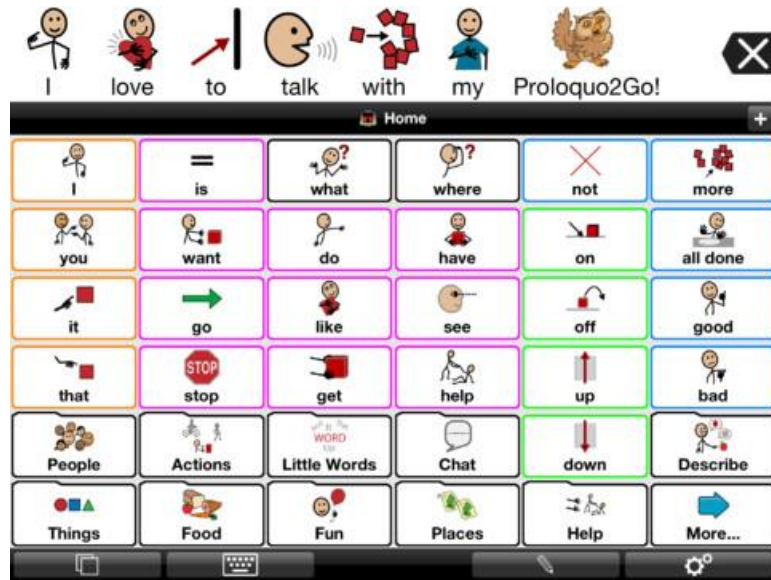 I love to talk with my Proloquo2Go!
Home
I is what where not more
you want do have on all done
it go like see off good
that STOP stop get help up bad
WORD
People Actions Little Words Chat down Describe
Things Food Fun Places Help More...